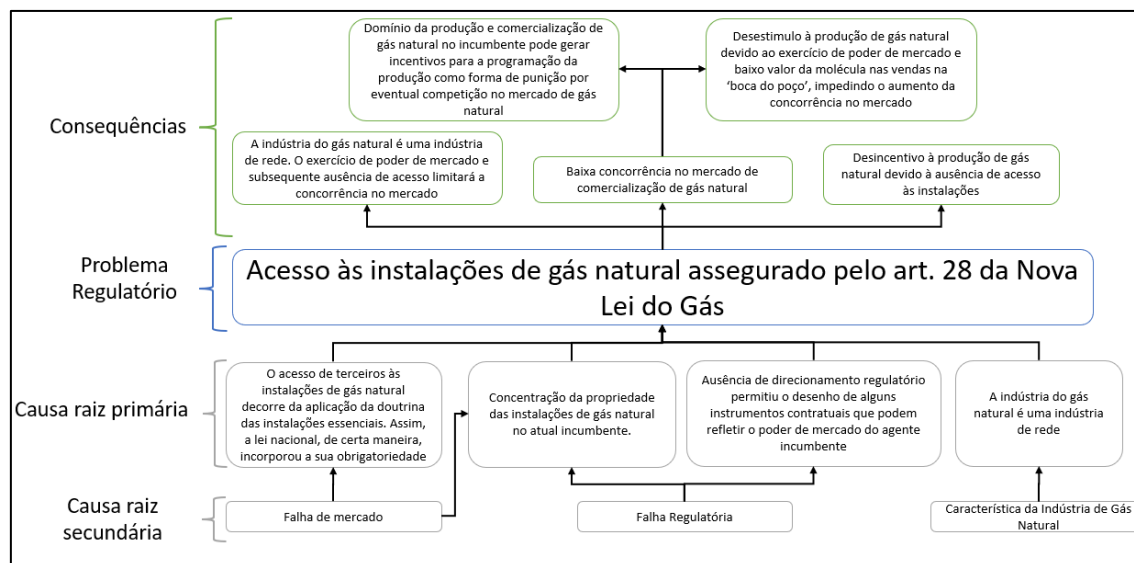 Consequências
Domínio da produção e comercialização de
gás natural no incumbente pode gerar
incentivos para a programação da
produção como forma de punição por
eventual competição no mercado de gás
natural
Desestimulo à produção de gás natural
devido ao exercício de poder de mercado e
baixo valor da molécula nas vendas na
‘boca do poço’, impedindo o aumento da
concorrência no mercado
A indústria do gás natural é uma indústria
de rede. O exercício de poder de mercado e
subsequente ausência de acesso limitará a
concorrência no mercado
Baixa concorrência no mercado de
comercialização de gás natural
Desincentivo à produção de gás
natural devido à ausência de acesso
às instalações
Problema
Regulatório
Acesso às instalações de gás natural assegurado pelo art. 28 da Nova
Lei do Gás
Causa raiz primária
O acesso de terceiros às
instalações de gás natural
decorre da aplicação da doutrina
das instalações essenciais. Assim,
a lei nacional, de certa maneira,
incorporou a sua obrigatoriedade
Concentração da propriedade
das instalações de gás natural
no atual incumbente.
Ausência de direcionamento regulatório
permitiu o desenho de alguns
instrumentos contratuais que podem
refletir o poder de mercado do agente
incumbente
A indústria do gás
natural é uma indústria
de rede
Causa raiz
secundária
Falha de mercado
Falha Regulatória
Característica da Indústria de Gás
Natural